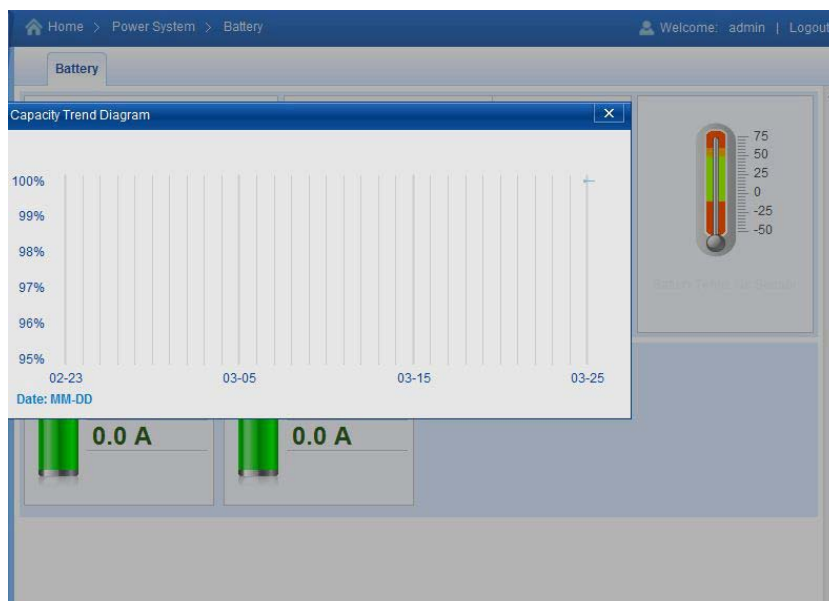 Home > Power System > Battery
Welcome: admin | Logout
Battery
Capacity Trend Diagram
100%
99%
98%
97%
96%
95%
02-23 03-05 03-15 03-25
Date: MM-DD
75
50
25
0
-25
-50
0.0 A 0.0 A